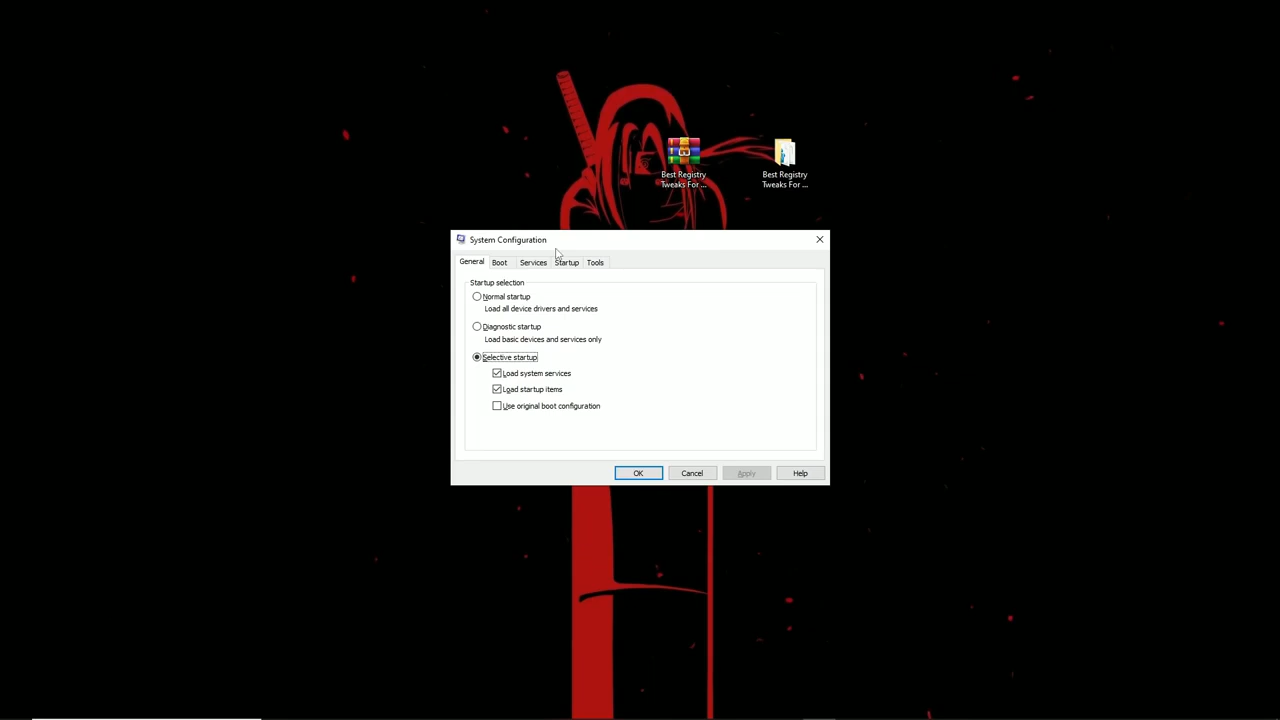 Best Registry
Tweaks For ...
Best Registry
Tweaks For ...
System Configuration
General Boot Services Startup Tools
Startup selection
Normal startup
Load all device drivers and services
Diagnostic startup
Load basic devices and services only
Selective startup
Load system services
Load startup items
Use original boot configuration
OK Cancel Apply Help